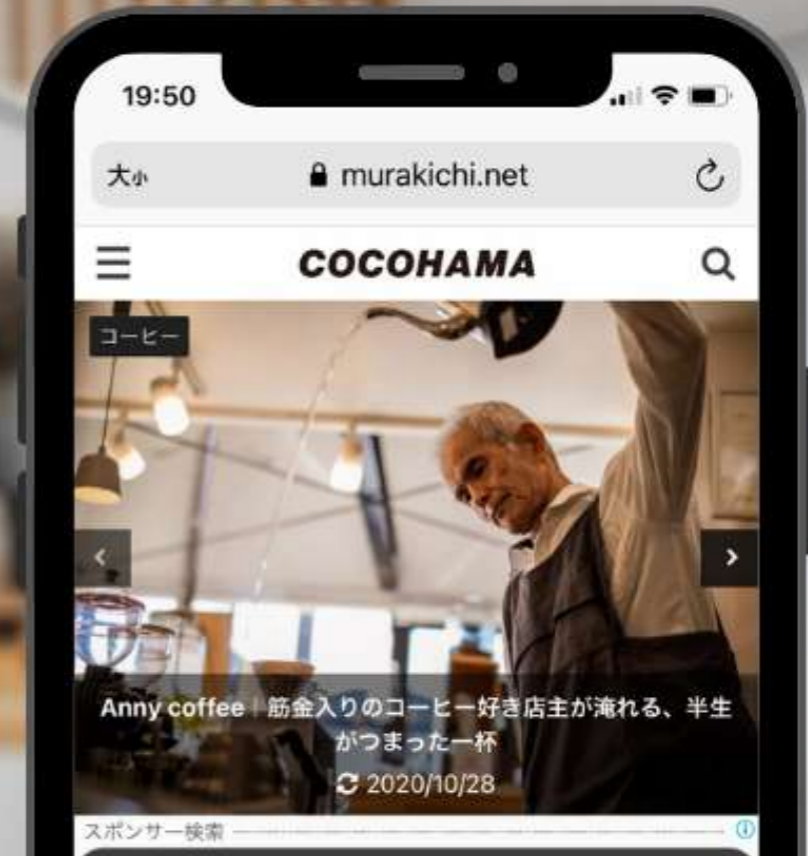 19:50
大小
murakichi.net
COCOHAMA
コーヒー
Anny coffee｜筋金入りのコーヒー好き店主が淹れる、半生
がつまった一杯
2020/10/28
スポンサー検索